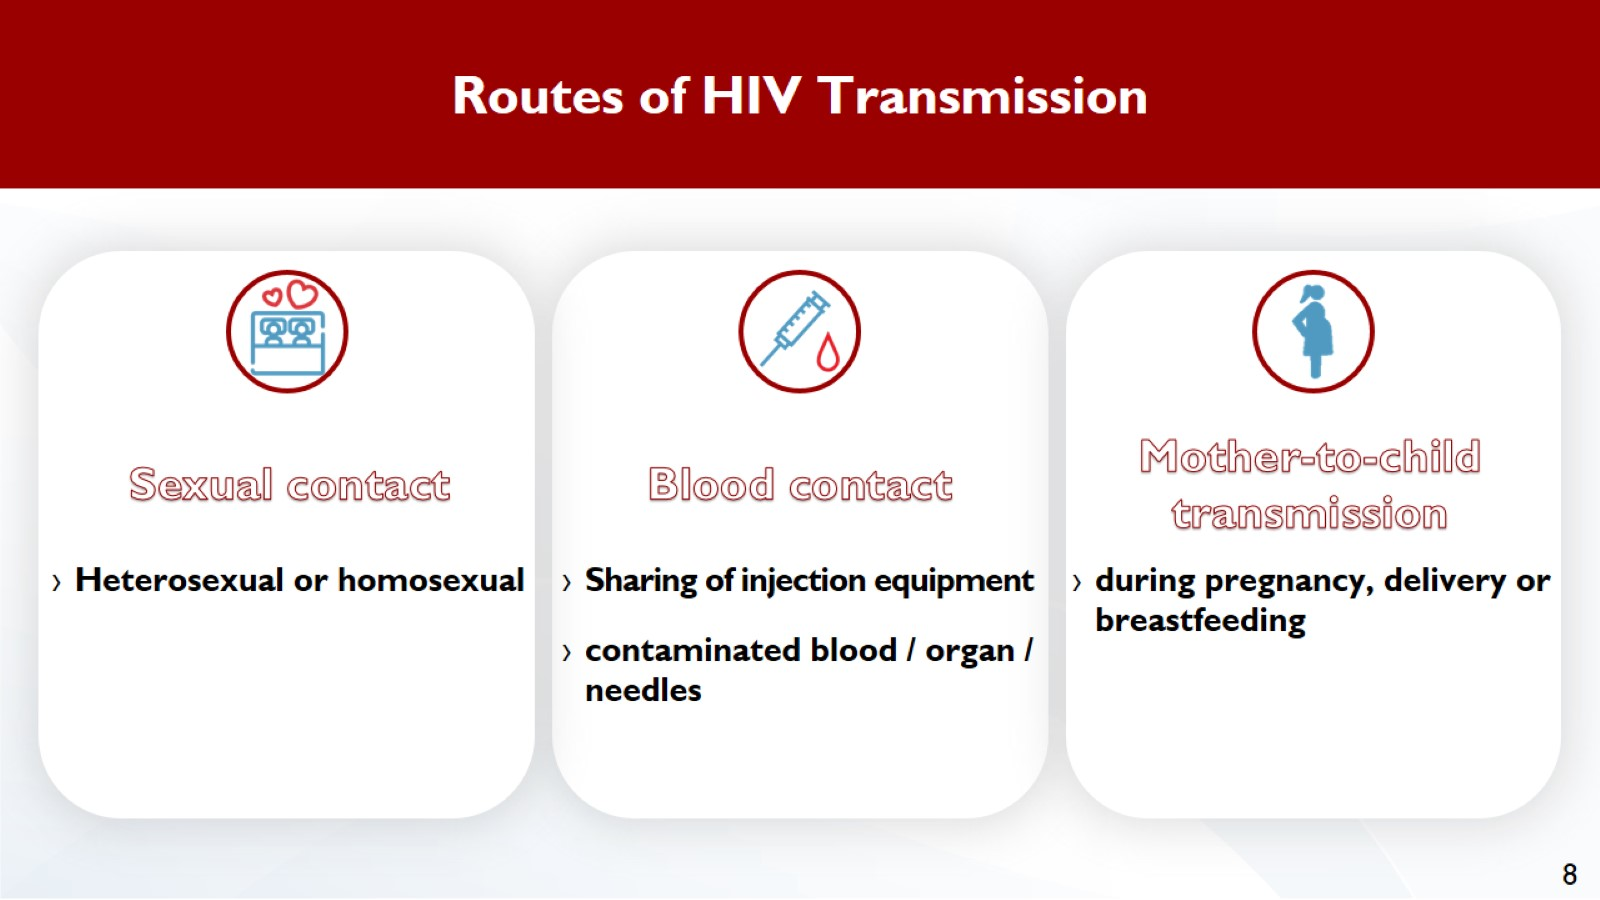 Routes of HIV Transmission
Sexual contact
› Heterosexual or homosexual
Blood contact
› Sharing of injection equipment
› contaminated blood / organ /
needles
Mother-to-child
transmission
› during pregnancy, delivery or
breastfeeding
8